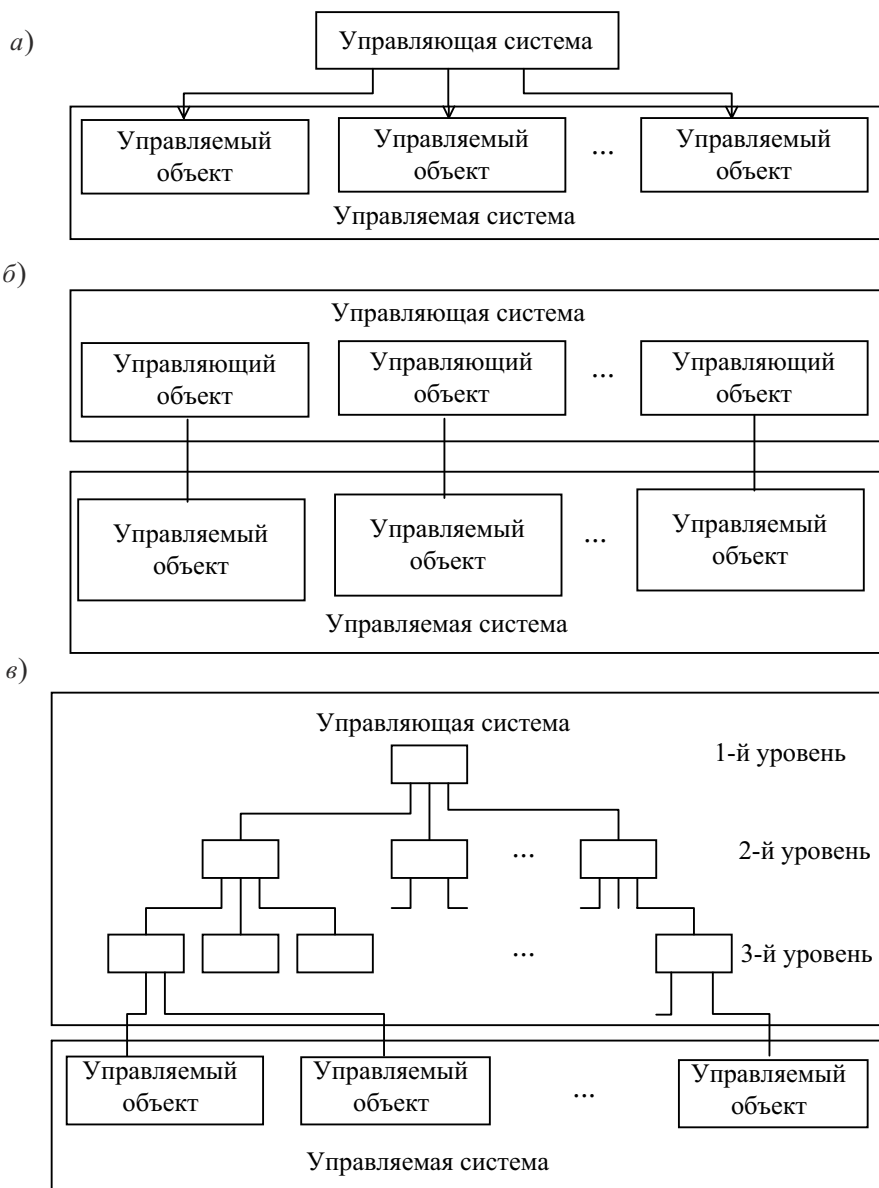 а)
Управляющая система
Управляемый
объект
Управляемый
объект
...
Управляемый
объект
Управляемая система
б)
Управляющая система
Управляющий
объект
Управляющий
объект
...
Управляющий
объект
Управляемый
объект
Управляемый
объект
...
Управляемый
объект
Управляемая система
в)
Управляющая система
1-й уровень
...
2-й уровень
...
3-й уровень
Управляемый
объект
Управляемый
объект
...
Управляемый
объект
Управляемая система